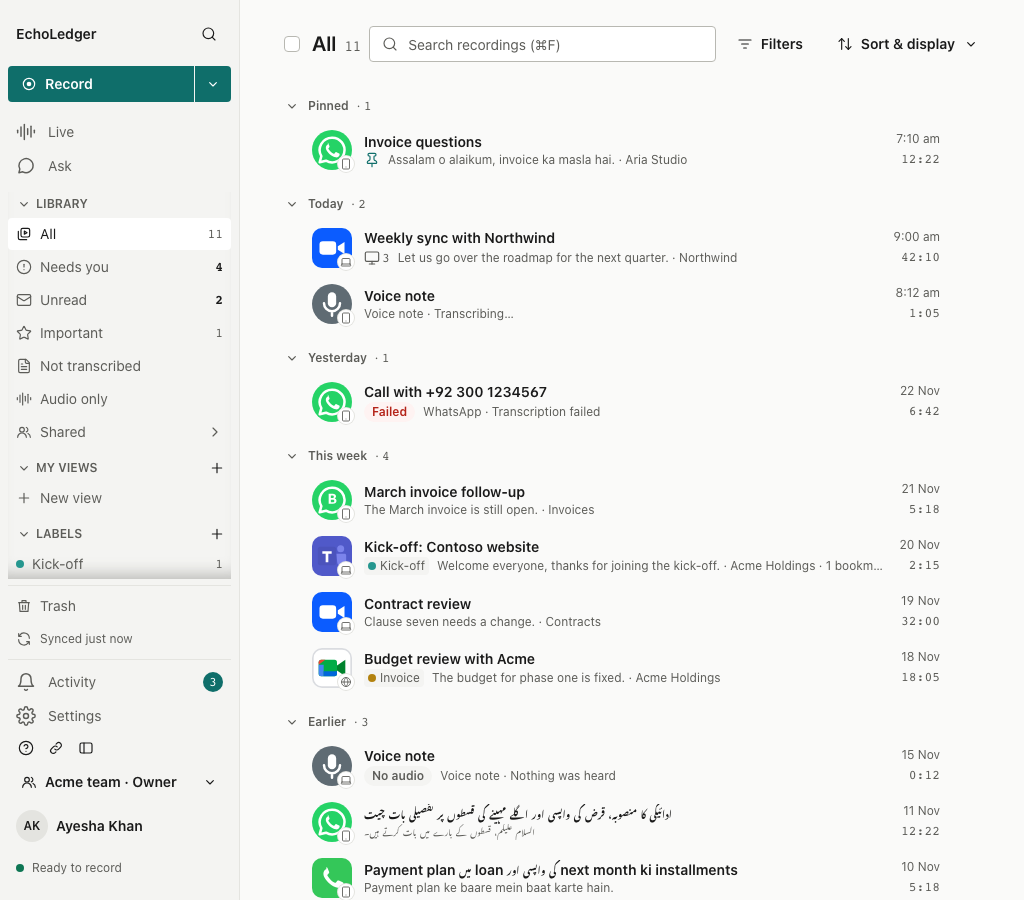 EchoLedger
Record
Live
Ask
LIBRARY
All 11
Needs you 4
Unread 2
Important 1
Not transcribed
Audio only
Shared
MY VIEWS
New view
LABELS
Kick-off 1
Trash
Synced just now
Activity 3
Settings
Acme team · Owner
AK Ayesha Khan
Ready to record
All 11
Search recordings (⌘F)
Filters
Sort & display
Pinned · 1
Invoice questions 7:10 am
Assalam o alaikum, invoice ka masla hai. · Aria Studio 12:22
Today · 2
Weekly sync with Northwind 9:00 am
3 Let us go over the roadmap for the next quarter. · Northwind 42:10
Voice note 8:12 am
Voice note · Transcribing… 1:05
Yesterday · 1
Call with +92 300 1234567 22 Nov
Failed WhatsApp · Transcription failed 6:42
This week · 4
B
March invoice follow-up 21 Nov
The March invoice is still open. · Invoices 5:18
T
Kick-off: Contoso website 20 Nov
Kick-off Welcome everyone, thanks for joining the kick-off. · Acme Holdings · 1 bookm… 2:15
Contract review 19 Nov
Clause seven needs a change. · Contracts 32:00
Budget review with Acme 18 Nov
Invoice The budget for phase one is fixed. · Acme Holdings 18:05
Earlier · 3
Voice note 15 Nov
No audio Voice note · Nothing was heard 0:12
ادائیگی کا منصوبہ، قرض کی واپسی اور اگلے مہینے کی قسطوں پر تفصیلی بات چیت 11 Nov
السلام علیکم، قسطوں کے بارے میں بات کرتے ہیں۔ 12:22
Payment plan میں loan کی واپسی اور next month ki installments 10 Nov
Payment plan ke baare mein baat karte hain. 5:18